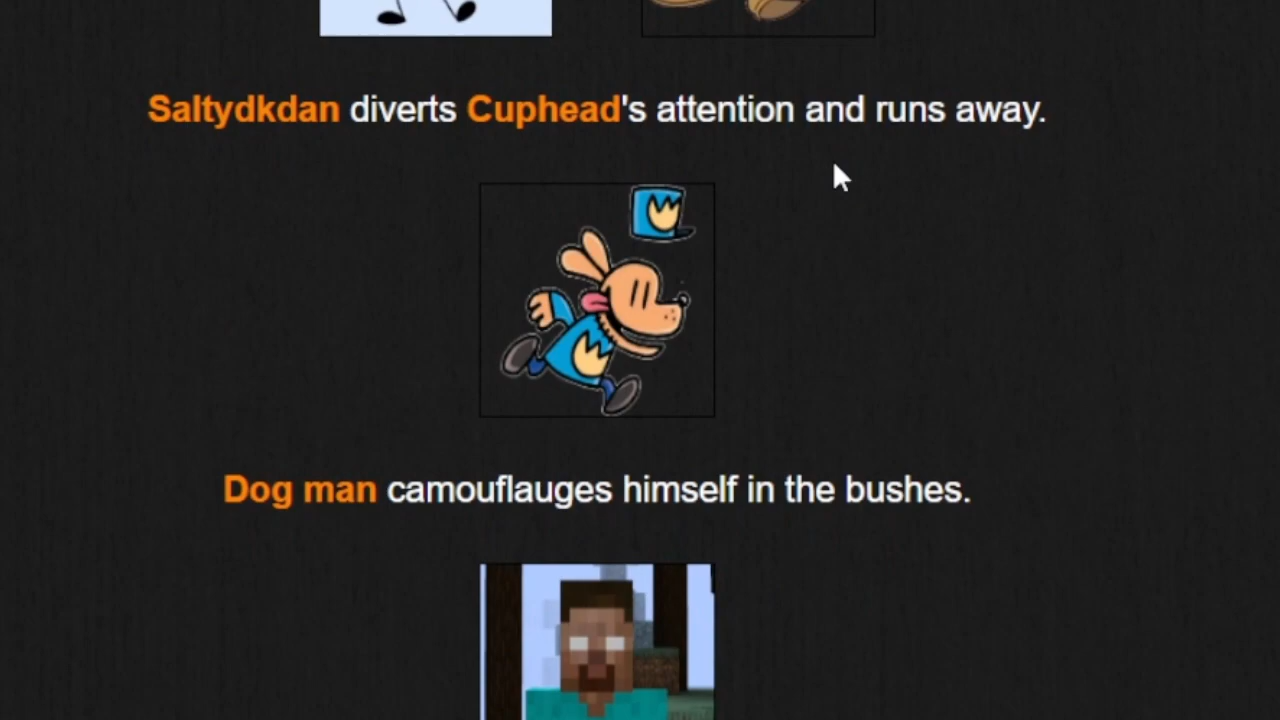 Saltydkdan diverts Cuphead's attention and runs away.
Dog man camouflauges himself in the bushes.